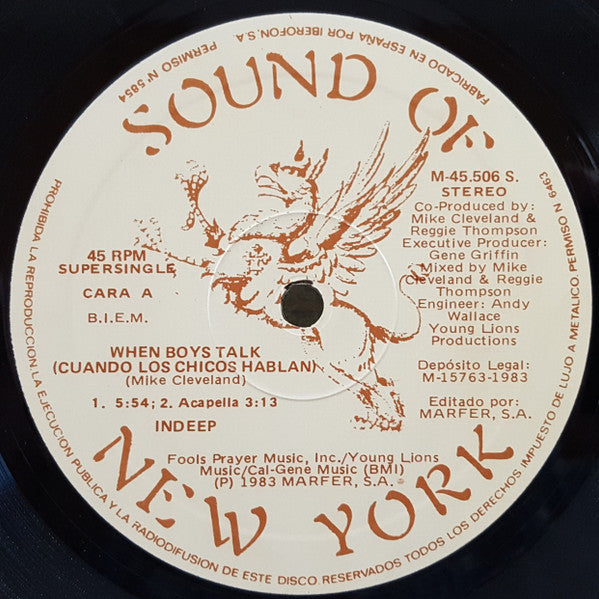 FABRICADO EN ESPAÑA POR IBEROFON, S.A.
PERMISO Nº 5854
SOUND OF
M-45.506 S.
STEREO
Co-Produced by:
Mike Cleveland &
Reggie Thompson
Executive Producer:
Gene Griffin
Mixed by Mike
Cleveland & Reggie
Thompson
Engineer: Andy
Wallace
Young Lions
Productions
Depósito Legal:
M-15763-1983
Editado por:
MARFER, S.A.
45 RPM
SUPERSINGLE
CARA A
B.I.E.M.
WHEN BOYS TALK
(CUANDO LOS CHICOS HABLAN)
(Mike Cleveland)
1. 5:54; 2. Acapella 3:13
INDEEP
Fools Prayer Music, Inc./Young Lions
Music/Cal-Gene Music (BMI)
(P) 1983 MARFER, S.A.
NEW YORK
PROHIBIDA LA REPRODUCCION.LA EJECUCION PUBLICA Y LA RADIODIFUSION DE ESTE DISCO RESERVADOS TODOS LOS DERECHOS IMPUESTO DE LUJO A METALICO. PERMISO N 6463